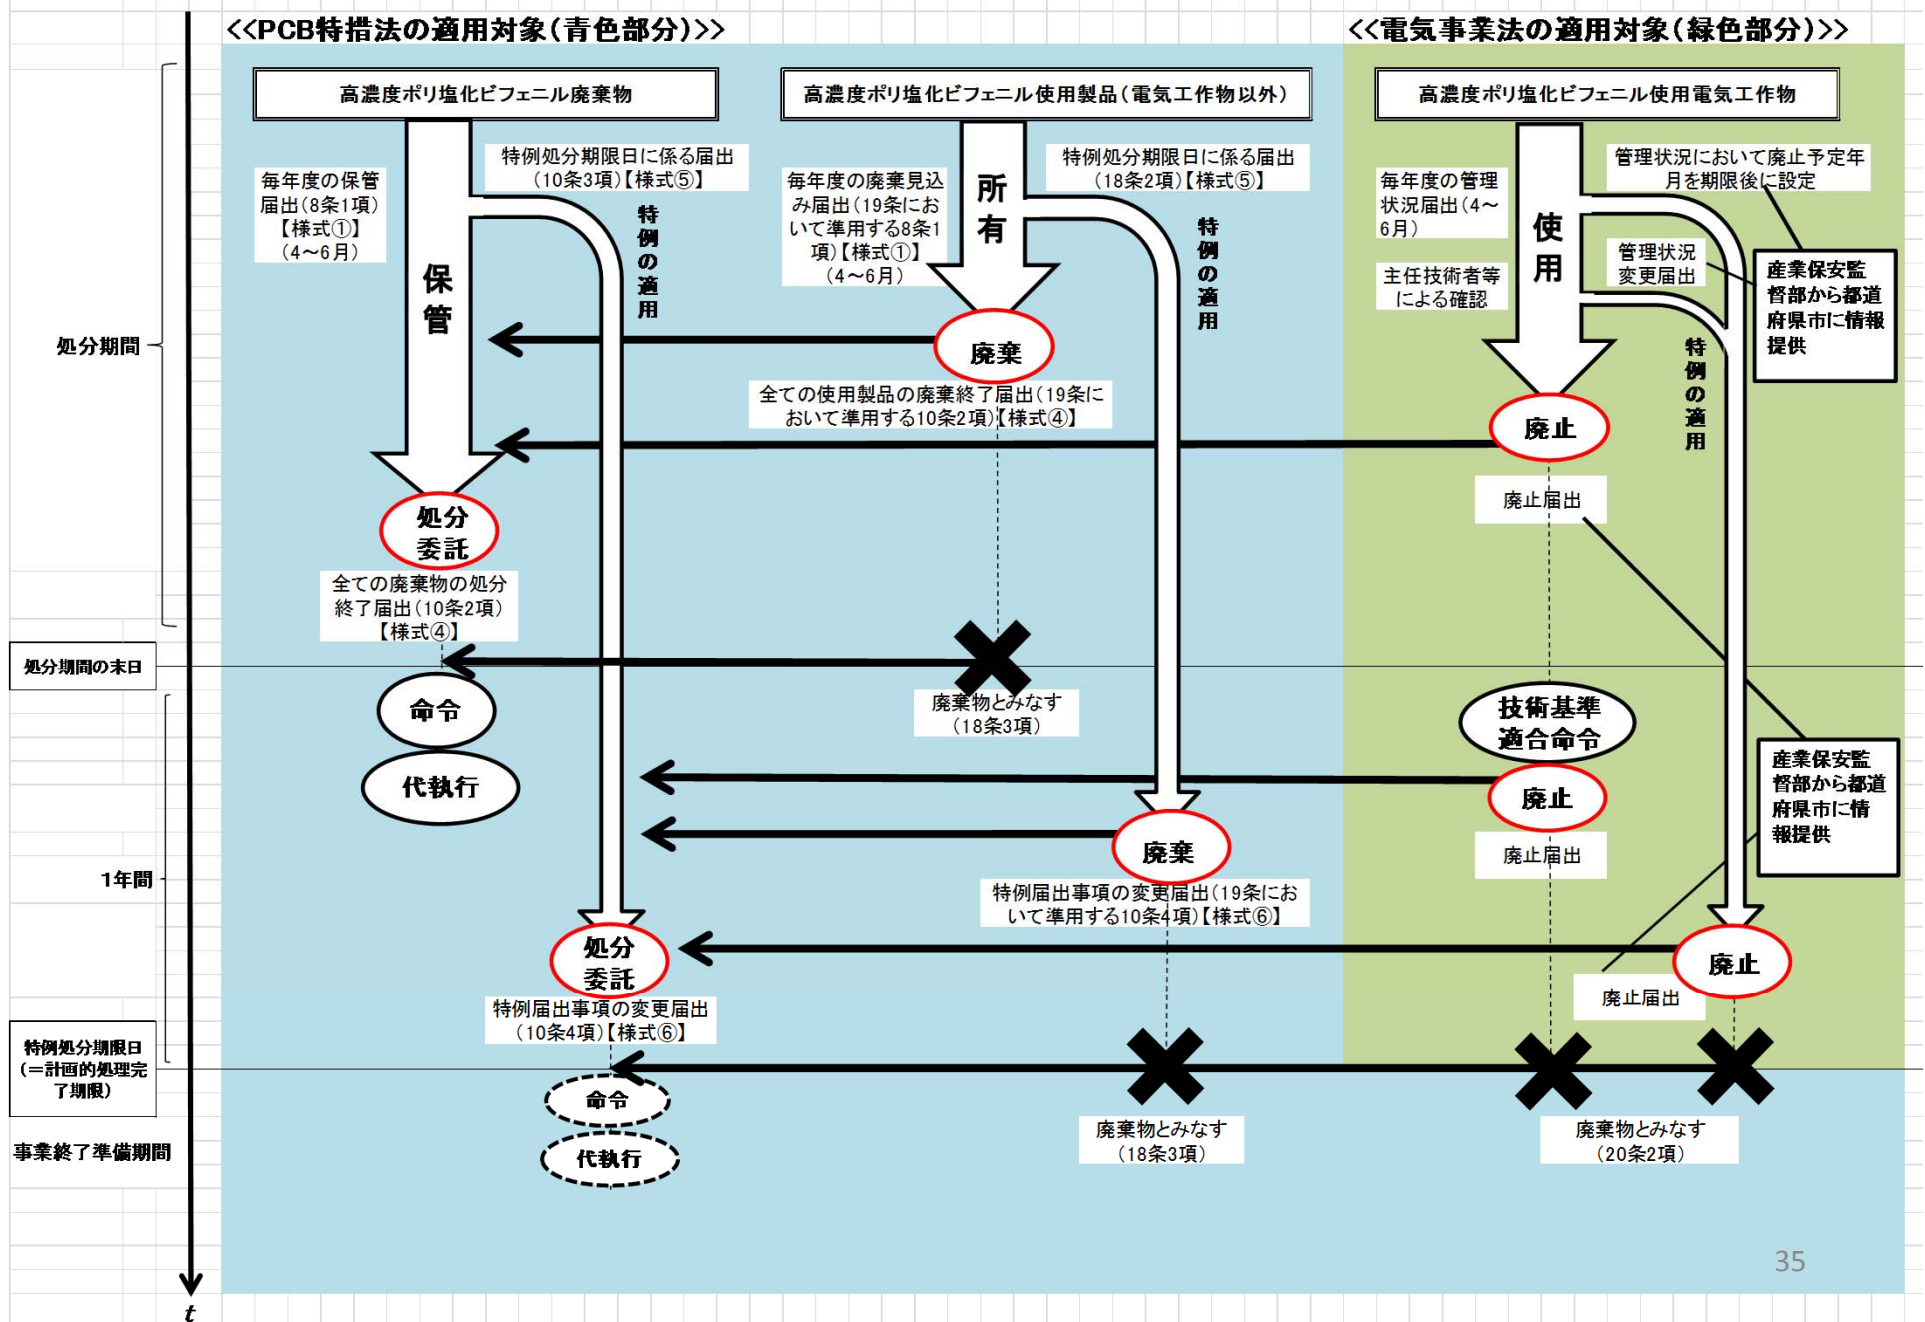 <<PCB特措法の適用対象(青色部分)>>
<<電気事業法の適用対象(緑色部分)>>
高濃度ポリ塩化ビフェニル廃棄物
高濃度ポリ塩化ビフェニル使用製品(電気工作物以外)
高濃度ポリ塩化ビフェニル使用電気工作物
毎年度の保管
届出(8条1項)
【様式①】
(4～6月)
特例処分期限日に係る届出
(10条3項)【様式⑤】
保管
特例の適用
毎年度の廃棄見込
み届出(19条にお
いて準用する8条1
項)【様式①】
(4～6月)
所有
特例処分期限日に係る届出
(18条2項)【様式⑤】
特例の適用
毎年度の管理
状況届出(4～
6月)
主任技術者等
による確認
使用
管理状況において廃止予定年
月を期限後に設定
管理状況
変更届出
特例の適用
産業保安監
督部から都道
府県市に情報
提供
処分期間
廃棄
全ての使用製品の廃棄終了届出(19条に
おいて準用する10条2項)【様式④】
廃止
廃止届出
処分
委託
全ての廃棄物の処分
終了届出(10条2項)
【様式④】
処分期間の末日
命令
代執行
廃棄物とみなす
(18条3項)
技術基準
適合命令
廃止
廃止届出
産業保安監
督部から都道
府県市に情
報提供
1年間
廃棄
特例届出事項の変更届出(19条にお
いて準用する10条4項)【様式⑥】
処分
委託
特例届出事項の変更届出
(10条4項)【様式⑥】
廃止
廃止届出
特例処分期限日
(＝計画的処理完
了期限)
命令
代執行
廃棄物とみなす
(18条3項)
廃棄物とみなす
(20条2項)
事業終了準備期間
35
t